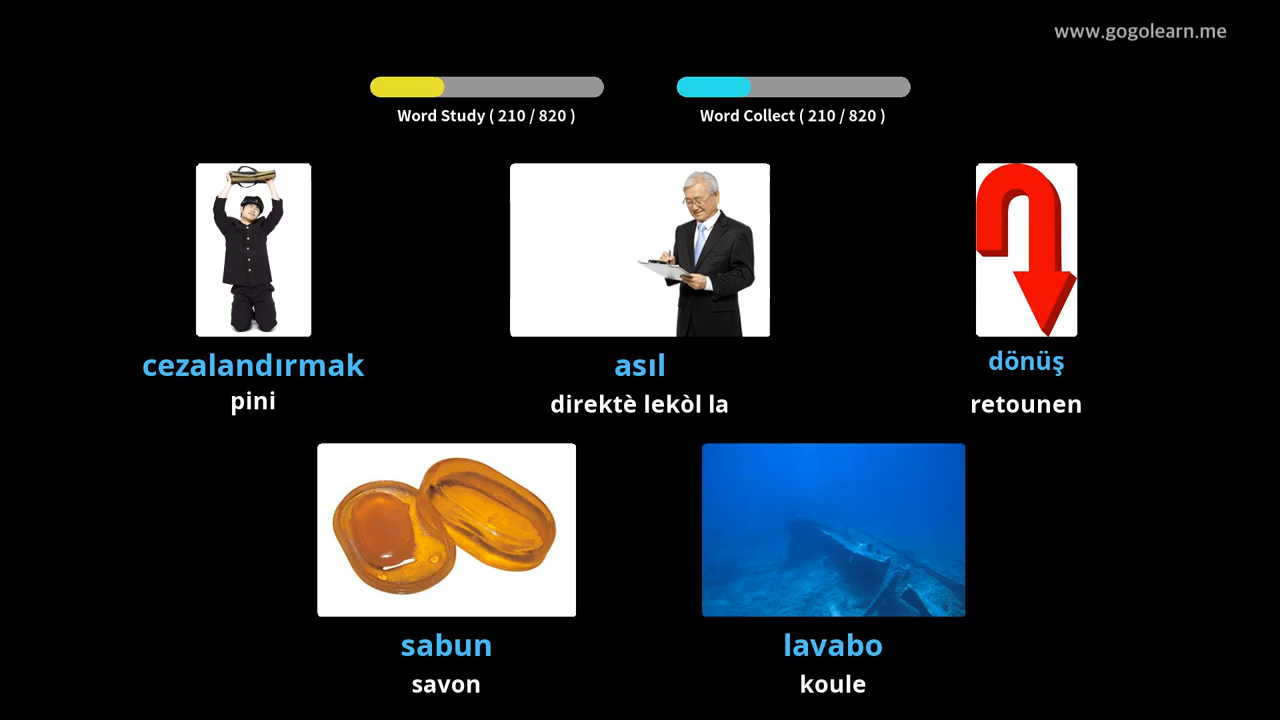 www.gogolearn.me
Word Study ( 210 / 820 )
Word Collect ( 210 / 820 )
cezalandırmak
pini
asıl
direktè lekòl la
dönüş
retounen
sabun
savon
lavabo
koule